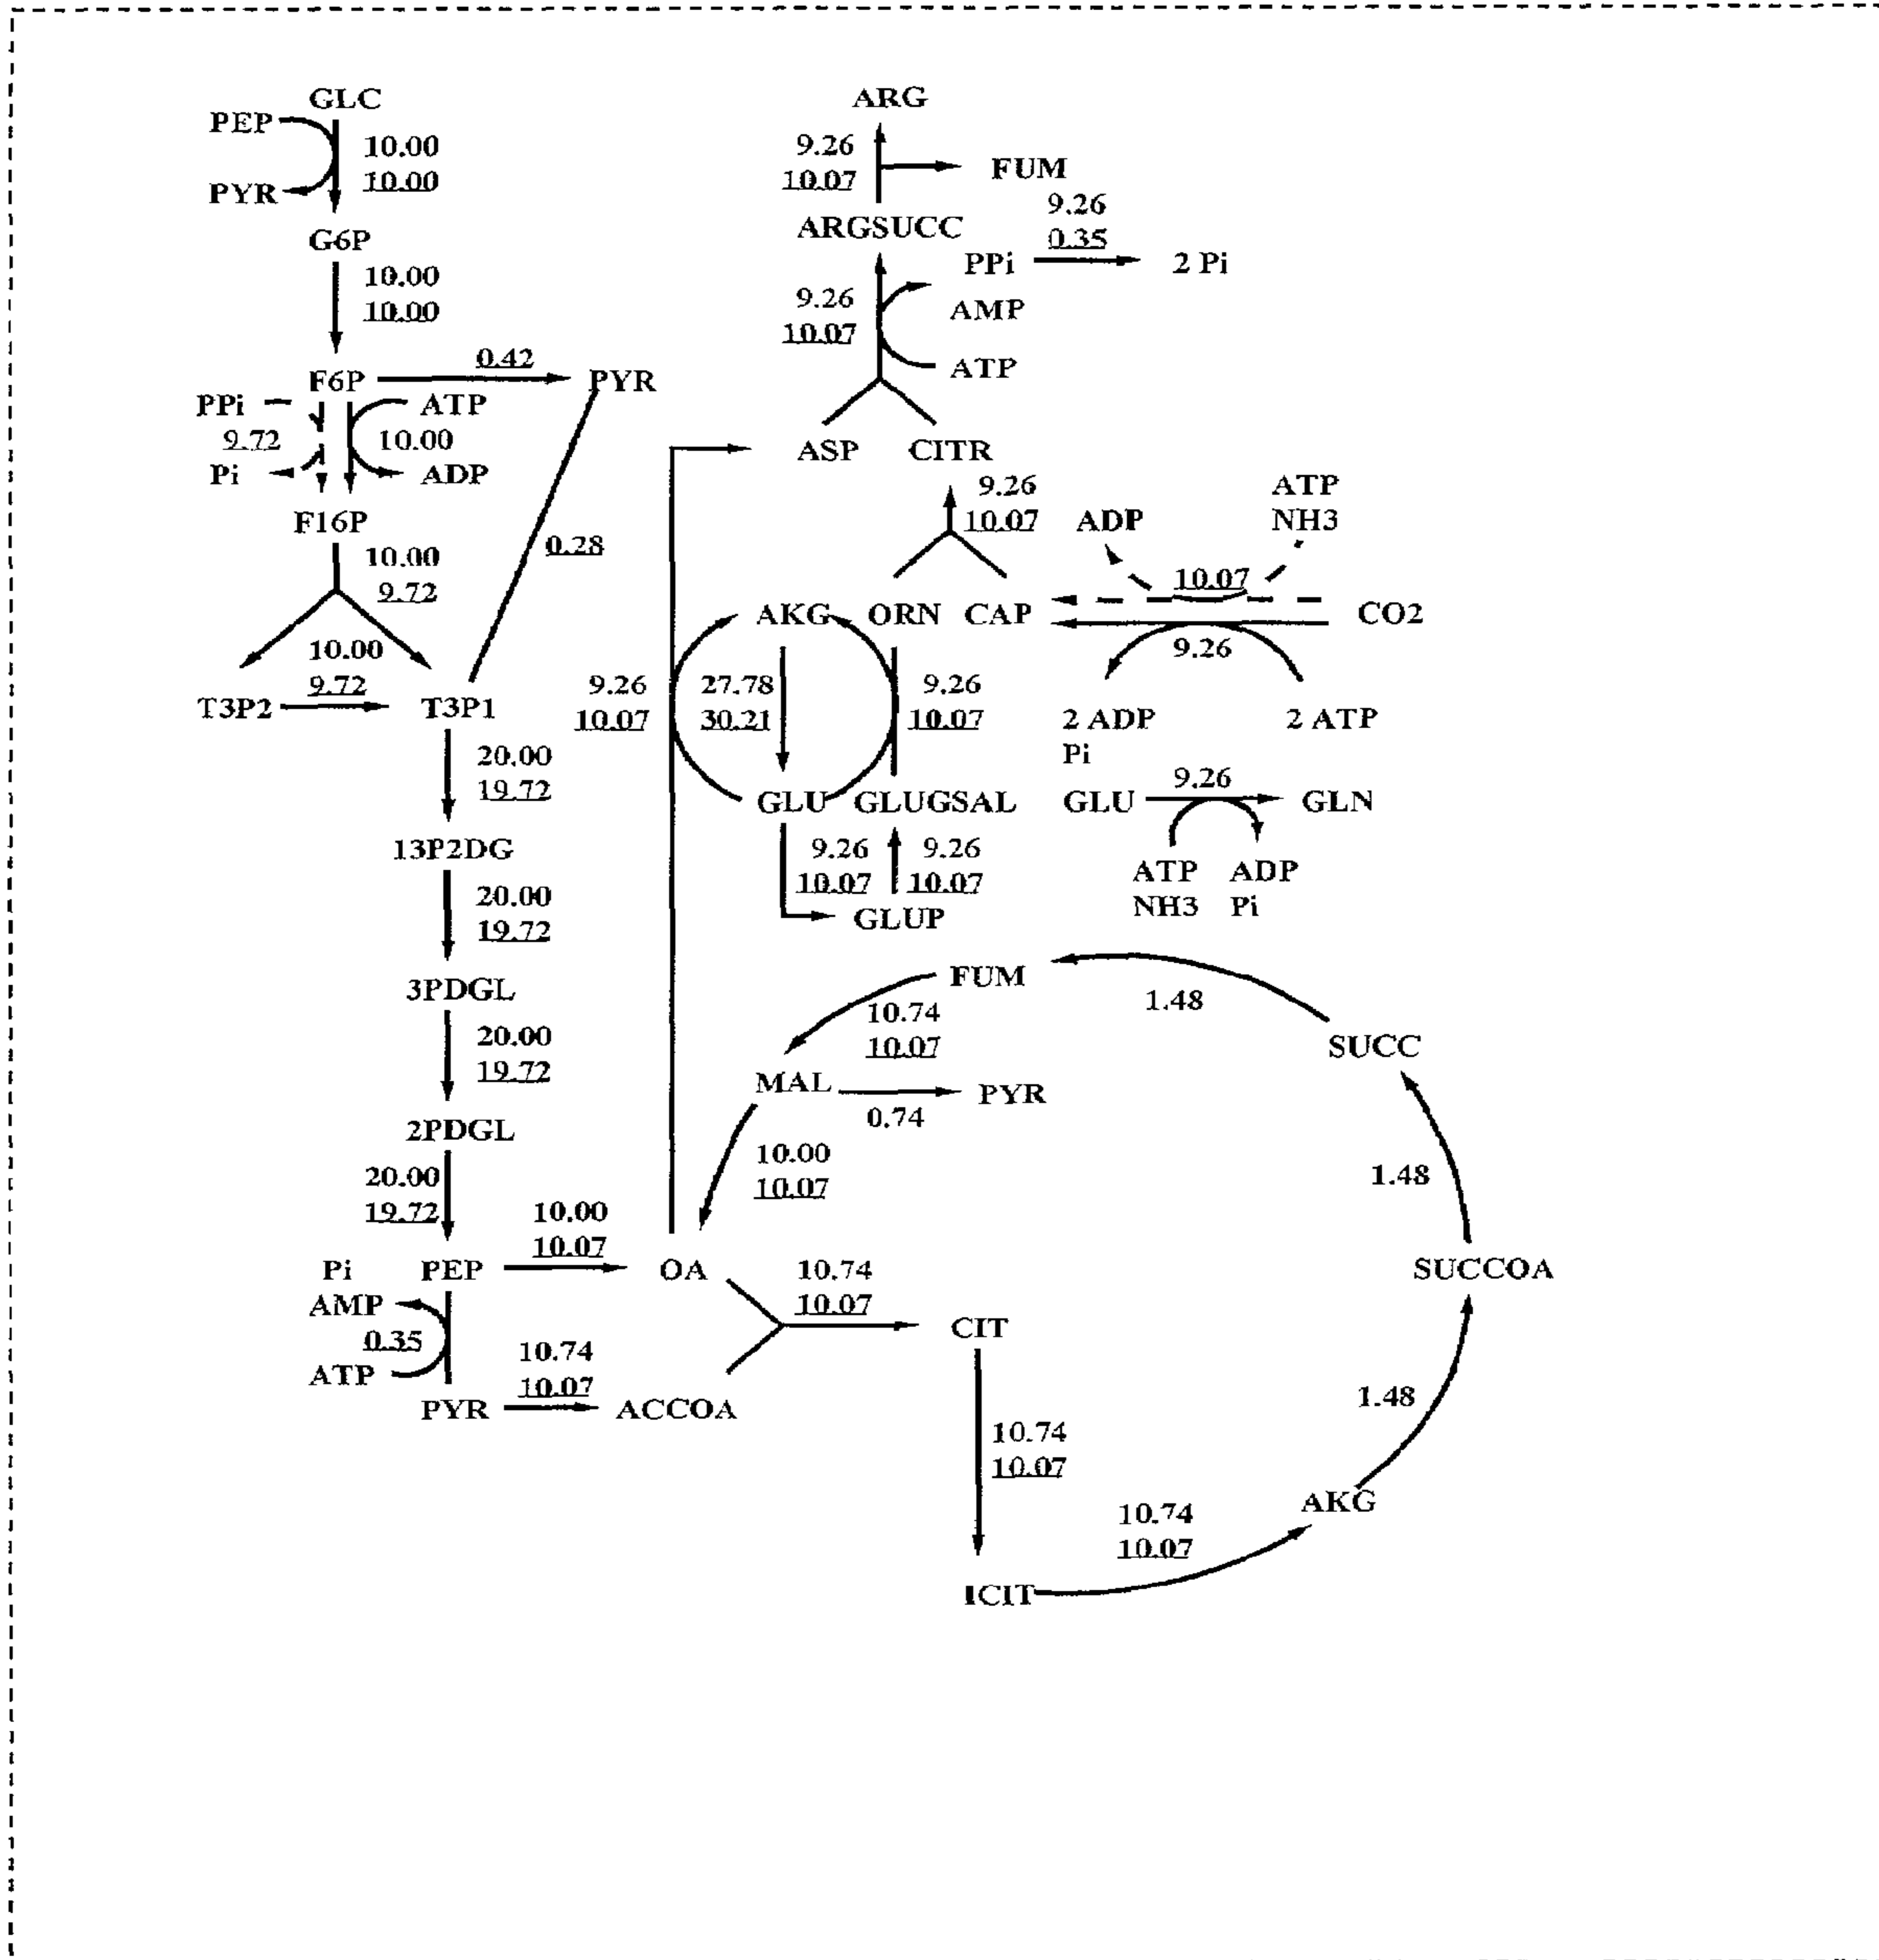 GLC
PEP
10.00
10.00
PYR
G6P
10.00
10.00
F6P
0.42
PYR
PPi
ATP
9.72
10.00
Pi
ADP
F16P
10.00
9.72
0.28
10.00
9.72
T3P2
T3P1
20.00
19.72
13P2DG
20.00
19.72
3PDGL
20.00
19.72
2PDGL
20.00
19.72
10.00
10.07
Pi
PEP
OA
AMP
0.35
ATP
10.74
10.07
PYR
ACCOA
ARG
9.26
10.07
FUM
ARGSUCC
9.26
0.35
PPi
2 Pi
9.26
10.07
AMP
ATP
ASP
CITR
9.26
10.07
ADP
ATP
NH3
10.07
AKG
ORN
CAP
CO2
9.26
9.26
10.07
27.78
30.21
9.26
10.07
2 ADP
Pi
2 ATP
GLU
GLUGSAL
9.26
GLU
GLN
9.26
10.07
9.26
10.07
ATP
NH3
ADP
Pi
GLUP
FUM
1.48
10.74
10.07
SUCC
MAL
PYR
0.74
10.00
10.07
1.48
SUCCOA
10.74
10.07
CIT
1.48
10.74
10.07
AKG
10.74
10.07
ICIT